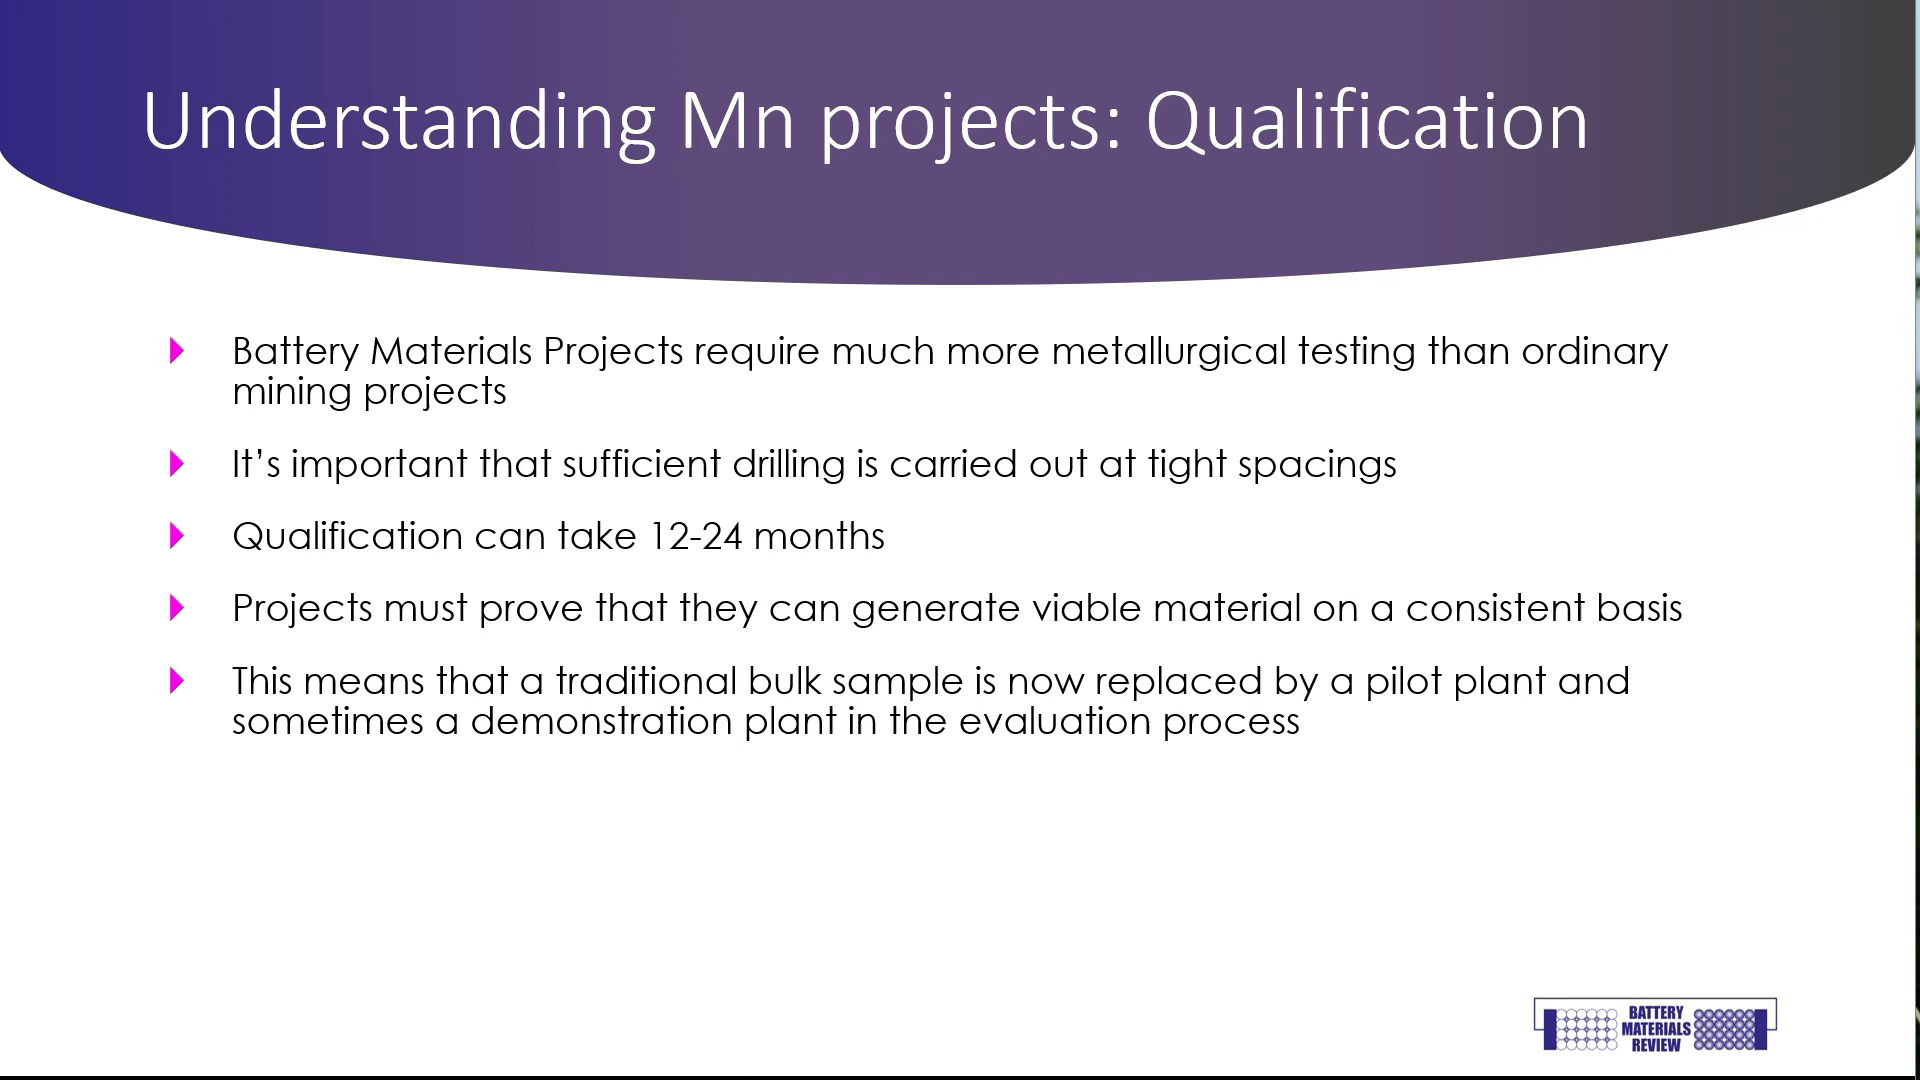 Understanding Mn projects: Qualification
Battery Materials Projects require much more metallurgical testing than ordinary
mining projects
It’s important that sufficient drilling is carried out at tight spacings
Qualification can take 12-24 months
Projects must prove that they can generate viable material on a consistent basis
This means that a traditional bulk sample is now replaced by a pilot plant and
sometimes a demonstration plant in the evaluation process
BATTERY
MATERIALS
REVIEW